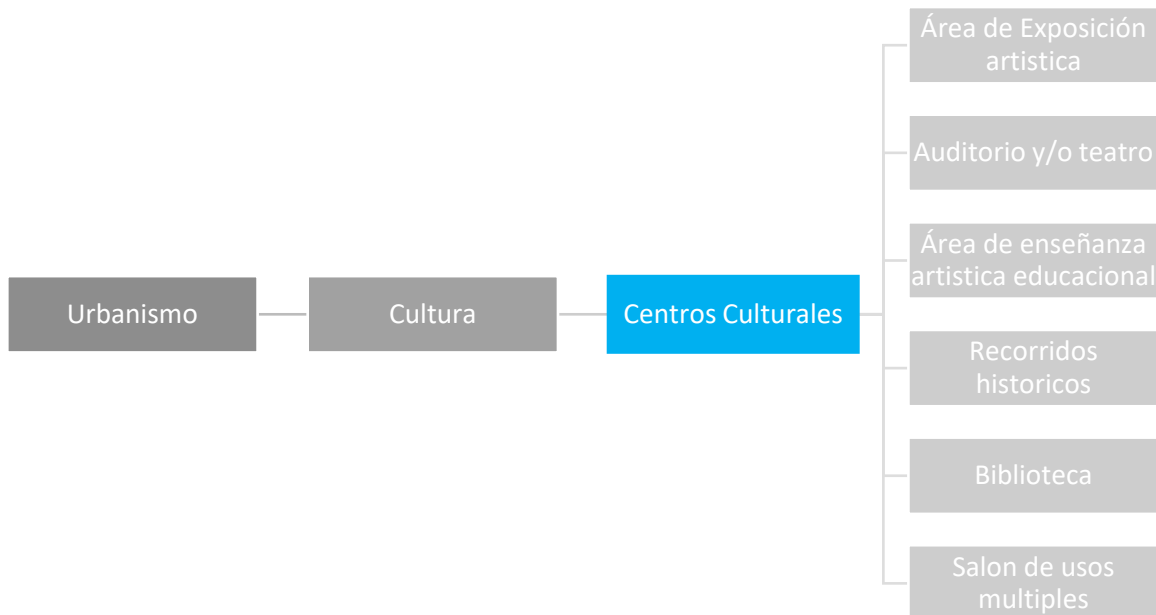 Urbanismo
Cultura
Centros Culturales
Área de Exposición
artistica
Auditorio y/o teatro
Área de enseñanza
artistica educacional
Recorridos
historicos
Biblioteca
Salon de usos
multiples